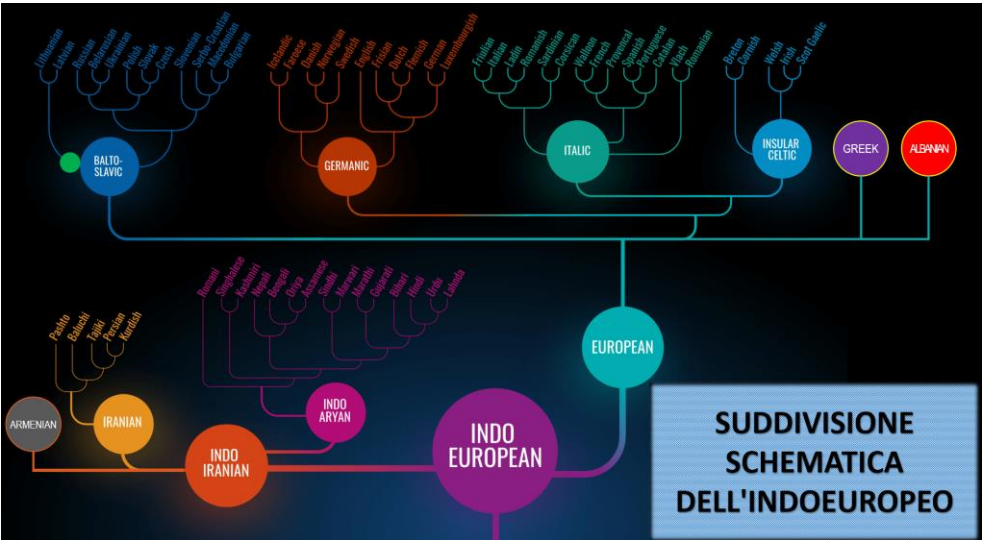 Lithuanian
Latvian
Russian
Belarusian
Ukrainian
Polish
Slovak
Czech
Slovenian
Serbo-Croatian
Macedonian
Bulgarian
Icelandic
Faroese
Danish
Norwegian
Swedish
English
Frisian
Dutch
Flemish
German
Luxembourgish
Friulian
Italian
Ladin
Romansh
Sardinian
Corsican
Walloon
French
Provencal
Spanish
Portuguese
Catalan
Vlach
Romanian
Breton
Cornish
Welsh
Irish
Scot Gaelic
BALTO-
SLAVIC
GERMANIC
ITALIC
INSULAR
CELTIC
GREEK
ALBANIAN
Romani
Singhalese
Kashmiri
Nepali
Bengali
Oriya
Assamese
Sindhi
Marwari
Marathi
Gujarati
Bihari
Hindi
Urdu
Lahnda
Pashto
Baluchi
Tajiki
Persian
Kurdish
EUROPEAN
ARMENIAN
IRANIAN
INDO
ARYAN
INDO
IRANIAN
INDO
EUROPEAN
SUDDIVISIONE
SCHEMATICA
DELL'INDOEUROPEO